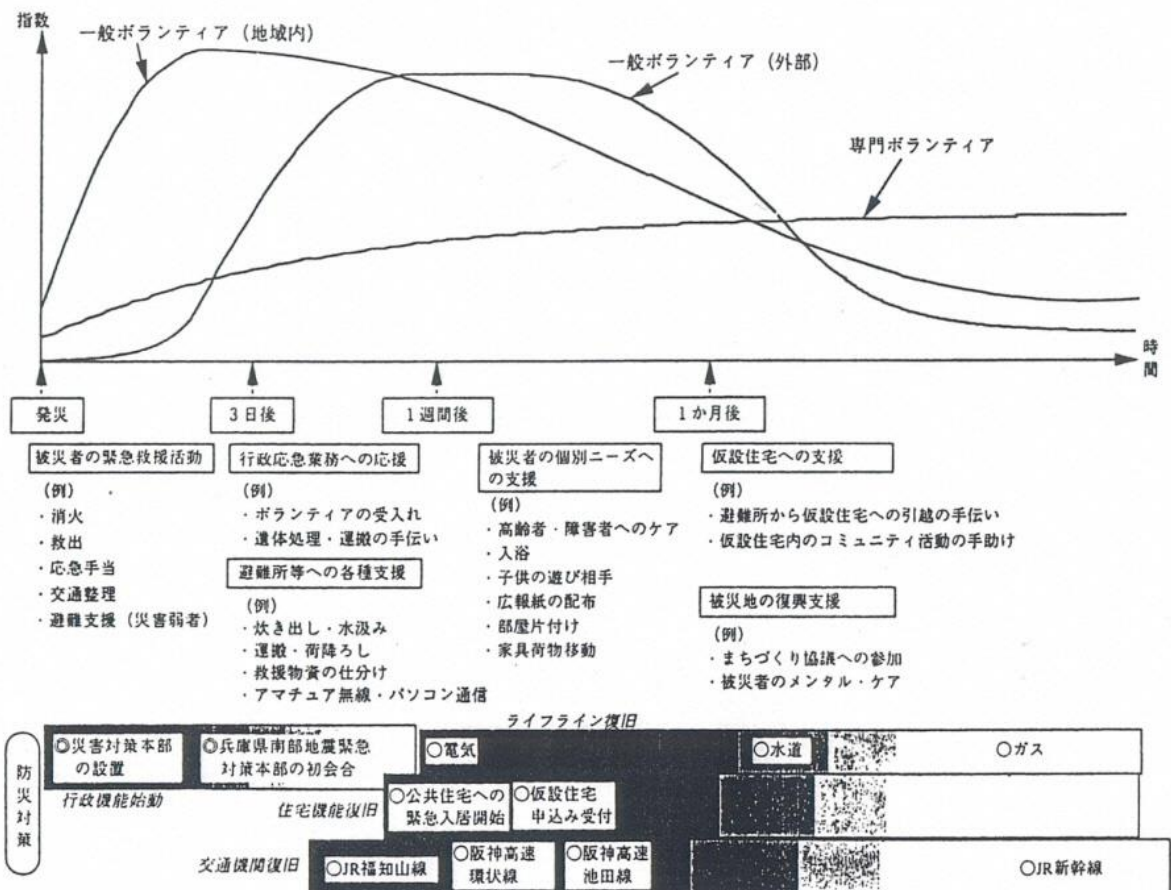 指数
一般ボランティア（地域内）
一般ボランティア（外部）
専門ボランティア
時間
発災
3日後
1週間後
1か月後
被災者の緊急救援活動
（例）
・消火
・救出
・応急手当
・交通整理
・避難支援（災害弱者）
行政応急業務への応援
（例）
・ボランティアの受入れ
・遺体処理・運搬の手伝い
避難所等への各種支援
（例）
・炊き出し・水汲み
・運搬・荷降ろし
・救援物資の仕分け
・アマチュア無線・パソコン通信
被災者の個別ニーズへ
の支援
（例）
・高齢者・障害者へのケア
・入浴
・子供の遊び相手
・広報紙の配布
・部屋片付け
・家具荷物移動
仮設住宅への支援
（例）
・避難所から仮設住宅への引越の手伝い
・仮設住宅内のコミュニティ活動の手助け
被災地の復興支援
（例）
・まちづくり協議への参加
・被災者のメンタル・ケア
防災対策
ライフライン復旧
◎災害対策本部
の設置
◎兵庫県南部地震緊急
対策本部の初会合
○電気
○水道
○ガス
行政機能始動
住宅機能復旧
○公共住宅への
緊急入居開始
○仮設住宅
申込み受付
交通機関復旧
○JR福知山線
○阪神高速
環状線
○阪神高速
池田線
○JR新幹線